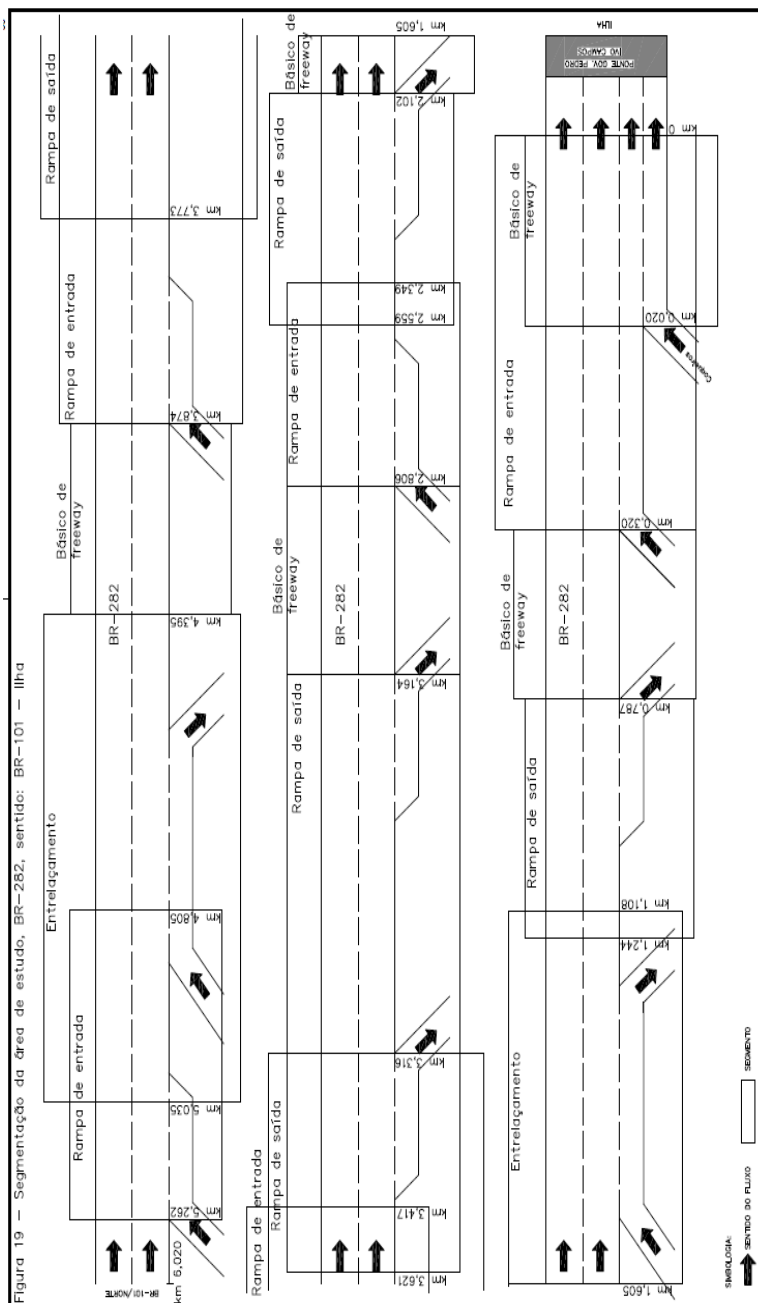 Figura 19 – Segmentação da área de estudo, BR-282, sentido: BR-101 – Ilha
BR-101/NORTE
km 6,020
Rampa de entrada
km 5,262
km 5,035
Entrelaçamento
km 4,805
km 4,395
BR-282
Básico de
freeway
km 3,874
Rampa de entrada
km 3,773
Rampa de saída
Rampa de entrada
km 3,621
km 3,417
Rampa de saída
km 3,316
Rampa de saída
km 3,164
BR-282
Básico de
freeway
km 2,806
Rampa de entrada
km 2,559
km 2,349
Rampa de saída
km 2,102
Básico de
freeway
km 1,605
km 1,605
Entrelaçamento
km 1,244
km 1,108
Rampa de saída
km 0,787
BR-282
Básico de
freeway
km 0,320
Rampa de entrada
Coqueiros
km 0,020
Básico de
freeway
km 0
PONTE GOV. PEDRO
IVO CAMPOS
ILHA
SIMBOLOGIA:
SENTIDO DO FLUXO
SEGMENTO